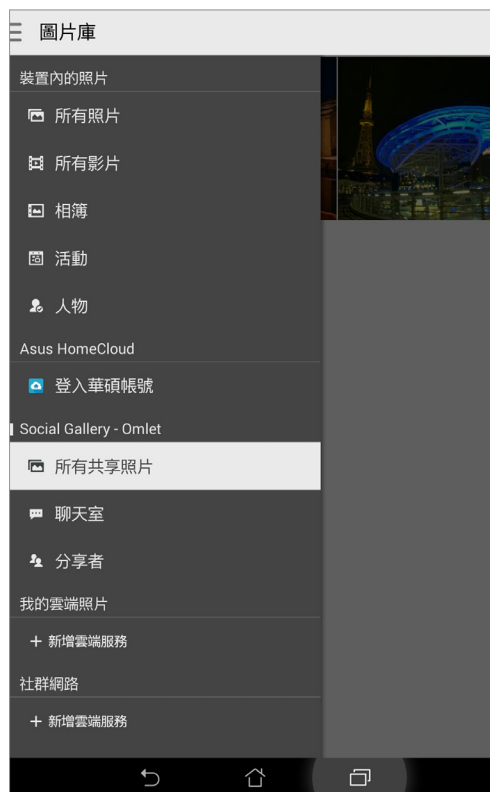 圖片庫
裝置內的照片
所有照片
所有影片
相簿
活動
人物
Asus HomeCloud
登入華碩帳號
Social Gallery - Omlet
所有共享照片
聊天室
分享者
我的雲端照片
+ 新增雲端服務
社群網路
+ 新增雲端服務